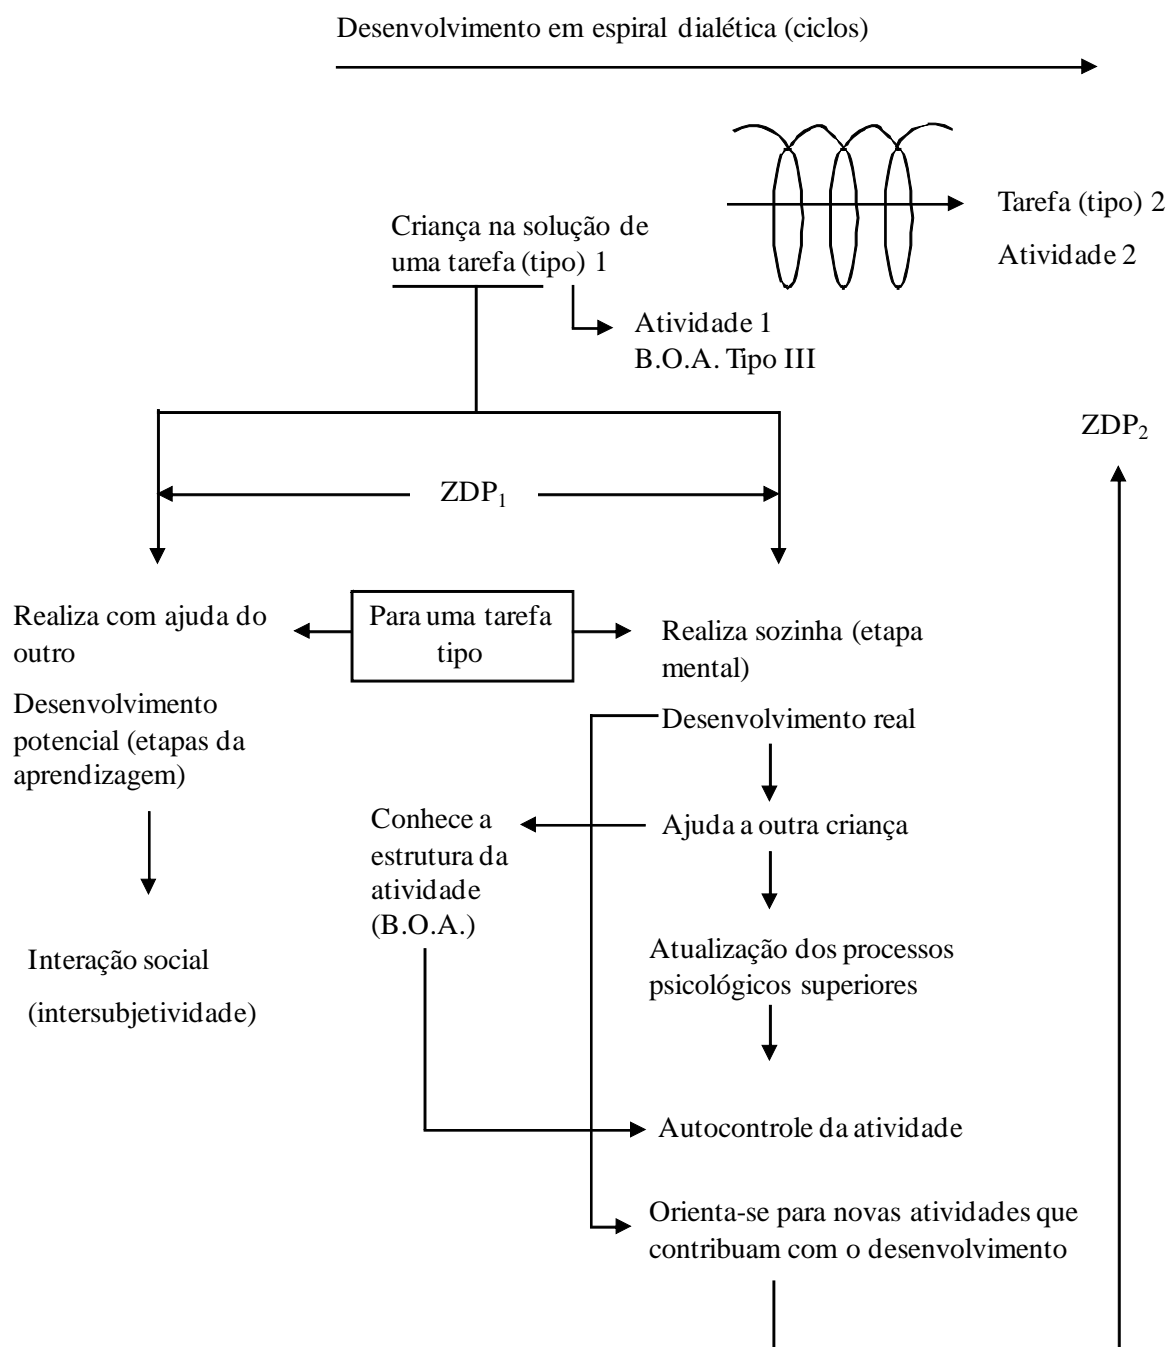 Desenvolvimento em espiral dialética (ciclos)
Tarefa (tipo) 2
Atividade 2
Criança na solução de
uma tarefa (tipo) 1
Atividade 1
B.O.A. Tipo III
ZDP₂
ZDP₁
Realiza com ajuda do
outro
Para uma tarefa
tipo
Realiza sozinha (etapa
mental)
Desenvolvimento
potencial (etapas da
aprendizagem)
Desenvolvimento real
Conhece a
estrutura da
atividade
(B.O.A.)
Ajuda a outra criança
Interação social
(intersubjetividade)
Atualização dos processos
psicológicos superiores
Autocontrole da atividade
Orienta-se para novas atividades que
contribuam com o desenvolvimento